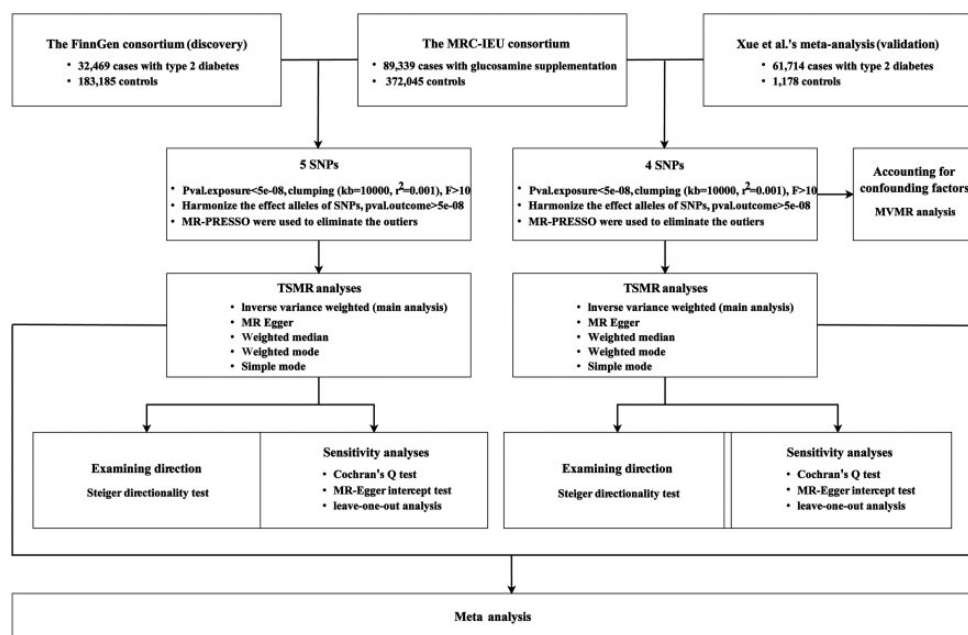 The FinnGen consortium (discovery)
• 32,469 cases with type 2 diabetes
• 183,185 controls
The MRC-IEU consortium
• 89,339 cases with glucosamine supplementation
• 372,045 controls
Xue et al.'s meta-analysis (validation)
• 61,714 cases with type 2 diabetes
• 1,178 controls
5 SNPs
• Pval.exposure<5e-08, clumping (kb=10000, r²=0.001), F>10
• Harmonize the effect alleles of SNPs, pval.outcome>5e-08
• MR-PRESSO were used to eliminate the outiers
4 SNPs
• Pval.exposure<5e-08, clumping (kb=10000, r²=0.001), F>10
• Harmonize the effect alleles of SNPs, pval.outcome>5e-08
• MR-PRESSO were used to eliminate the outiers
Accounting for
confounding factors
MVMR analysis
TSMR analyses
• Inverse variance weighted (main analysis)
• MR Egger
• Weighted median
• Weighted mode
• Simple mode
TSMR analyses
• Inverse variance weighted (main analysis)
• MR Egger
• Weighted median
• Weighted mode
• Simple mode
Examining direction
Steiger directionality test
Sensitivity analyses
• Cochran's Q test
• MR-Egger intercept test
• leave-one-out analysis
Examining direction
Steiger directionality test
Sensitivity analyses
• Cochran's Q test
• MR-Egger intercept test
• leave-one-out analysis
Meta analysis